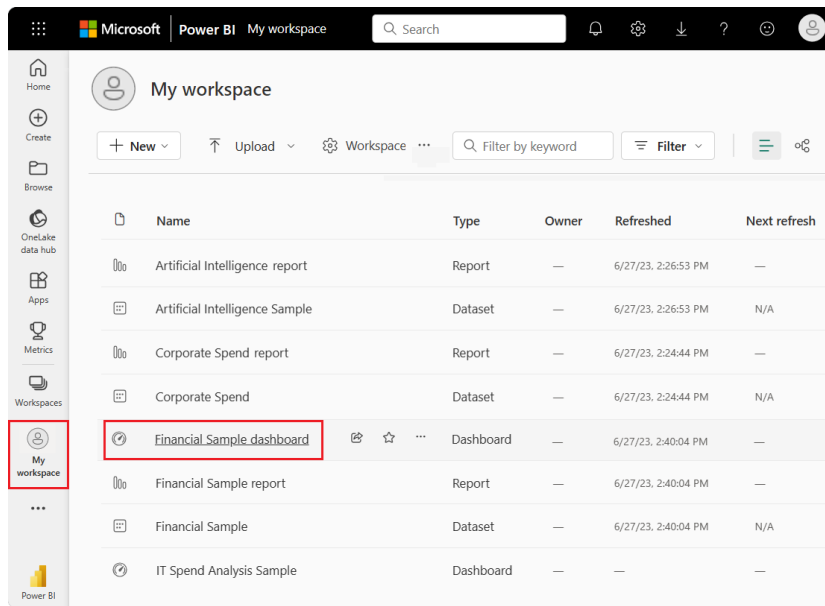 Microsoft Power BI My workspace Search ?
Home
Create
Browse
OneLake
data hub
Apps
Metrics
Workspaces
My
workspace
Power BI
My workspace
New Upload Workspace ... Filter by keyword Filter
Name Type Owner Refreshed Next refresh
Artificial Intelligence report Report — 6/27/23, 2:26:53 PM —
Artificial Intelligence Sample Dataset — 6/27/23, 2:26:53 PM N/A
Corporate Spend report Report — 6/27/23, 2:24:44 PM —
Corporate Spend Dataset — 6/27/23, 2:24:44 PM N/A
Financial Sample dashboard ... Dashboard — 6/27/23, 2:40:04 PM —
Financial Sample report Report — 6/27/23, 2:40:04 PM —
Financial Sample Dataset — 6/27/23, 2:40:04 PM N/A
IT Spend Analysis Sample Dashboard — — —